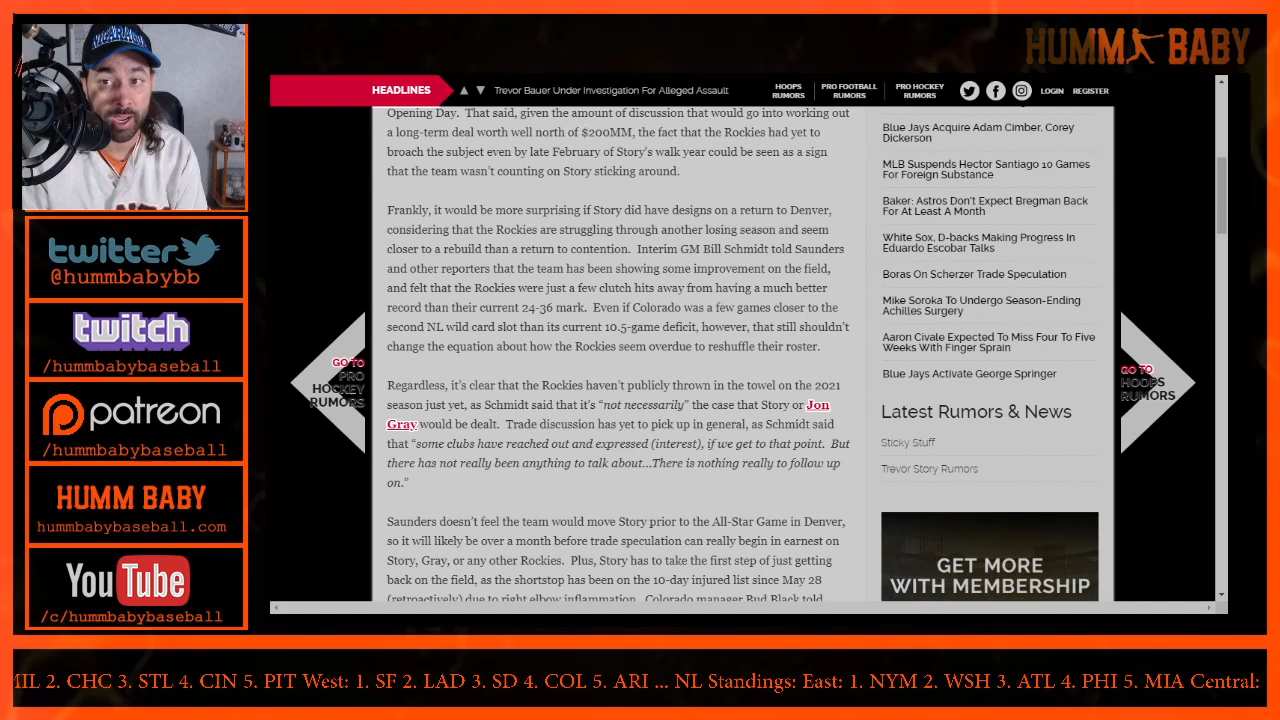 HUMM BABY
HEADLINES
Trevor Bauer Under Investigation For Alleged Assault
HOOPS
RUMORS
PRO FOOTBALL
RUMORS
PRO HOCKEY
RUMORS
LOGIN
REGISTER
Opening Day. That said, given the amount of discussion that would go into working out
a long-term deal worth well north of $200MM, the fact that the Rockies had yet to
broach the subject even by late February of Story's walk year could be seen as a sign
that the team wasn't counting on Story sticking around.
Frankly, it would be more surprising if Story did have designs on a return to Denver,
considering that the Rockies are struggling through another losing season and seem
closer to a rebuild than a return to contention. Interim GM Bill Schmidt told Saunders
and other reporters that the team has been showing some improvement on the field,
and felt that the Rockies were just a few clutch hits away from having a much better
record than their current 24-36 mark. Even if Colorado was a few games closer to the
second NL wild card slot than its current 10.5-game deficit, however, that still shouldn't
change the equation about how the Rockies seem overdue to reshuffle their roster.
Regardless, it's clear that the Rockies haven't publicly thrown in the towel on the 2021
season just yet, as Schmidt said that it's "not necessarily" the case that Story or Jon
Gray would be dealt. Trade discussion has yet to pick up in general, as Schmidt said
that "some clubs have reached out and expressed (interest), if we get to that point. But
there has not really been anything to talk about...There is nothing really to follow up
on."
Saunders doesn't feel the team would move Story prior to the All-Star Game in Denver,
so it will likely be over a month before trade speculation can really begin in earnest on
Story, Gray, or any other Rockies. Plus, Story has to take the first step of just getting
back on the field, as the shortstop has been on the 10-day injured list since May 28
(retroactively) due to right elbow inflammation. Colorado manager Bud Black told
Blue Jays Acquire Adam Cimber, Corey
Dickerson
MLB Suspends Hector Santiago 10 Games
For Foreign Substance
Baker: Astros Don't Expect Bregman Back
For At Least A Month
White Sox, D-backs Making Progress In
Eduardo Escobar Talks
Boras On Scherzer Trade Speculation
Mike Soroka To Undergo Season-Ending
Achilles Surgery
Aaron Civale Expected To Miss Four To Five
Weeks With Finger Sprain
Blue Jays Activate George Springer
Latest Rumors & News
Sticky Stuff
Trevor Story Rumors
GET MORE
WITH MEMBERSHIP
GO TO
PRO
HOCKEY
RUMORS
GO TO
HOOPS
RUMORS
twitter
@hummbabybb
twitch
/hummbabybaseball
patreon
/hummbabybaseball
HUMM BABY
hummbabybaseball.com
YouTube
/c/hummbabybaseball
MIL 2. CHC 3. STL 4. CIN 5. PIT West: 1. SF 2. LAD 3. SD 4. COL 5. ARI ... NL Standings: East: 1. NYM 2. WSH 3. ATL 4. PHI 5. MIA Central: